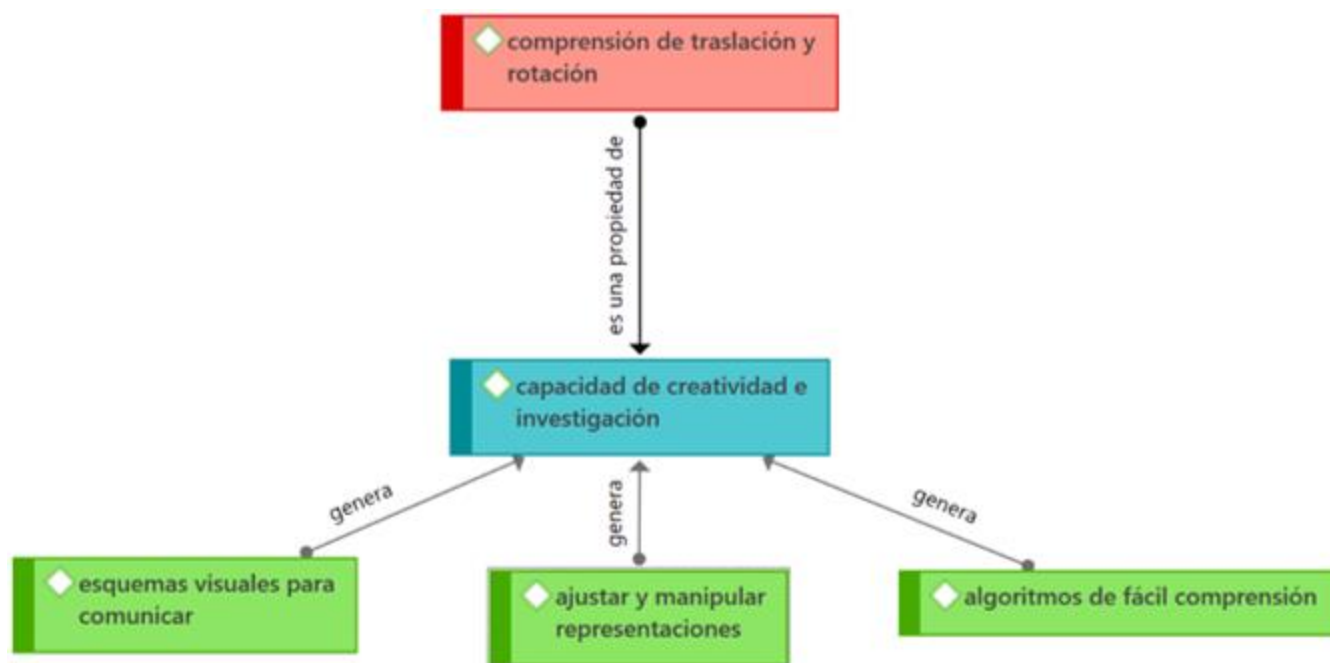 comprensión de traslación y
rotación
es una propiedad de
capacidad de creatividad e
investigación
genera
genera
genera
esquemas visuales para
comunicar
ajustar y manipular
representaciones
algoritmos de fácil comprensión